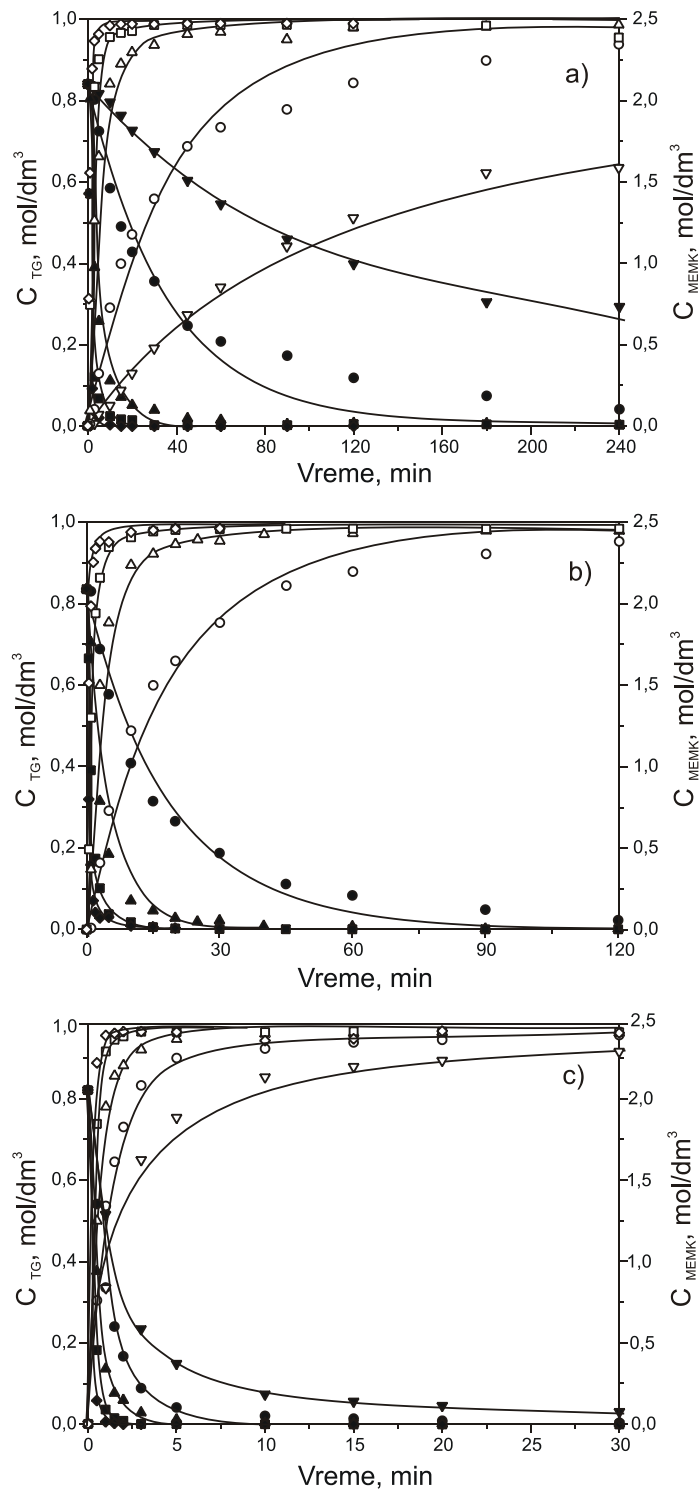 a)
1,0
0,8
0,6
0,4
0,2
0,0
C TG, mol/dm³
2,5
2,0
1,5
1,0
0,5
0,0
C MEMK, mol/dm³
0 40 80 120 160 200 240
Vreme, min
b)
1,0
0,8
0,6
0,4
0,2
0,0
C TG, mol/dm³
2,5
2,0
1,5
1,0
0,5
0,0
C MEMK, mol/dm³
0 30 60 90 120
Vreme, min
c)
1,0
0,8
0,6
0,4
0,2
0,0
C TG, mol/dm³
2,5
2,0
1,5
1,0
0,5
0,0
C MEMK, mol/dm³
0 5 10 15 20 30
Vreme, min